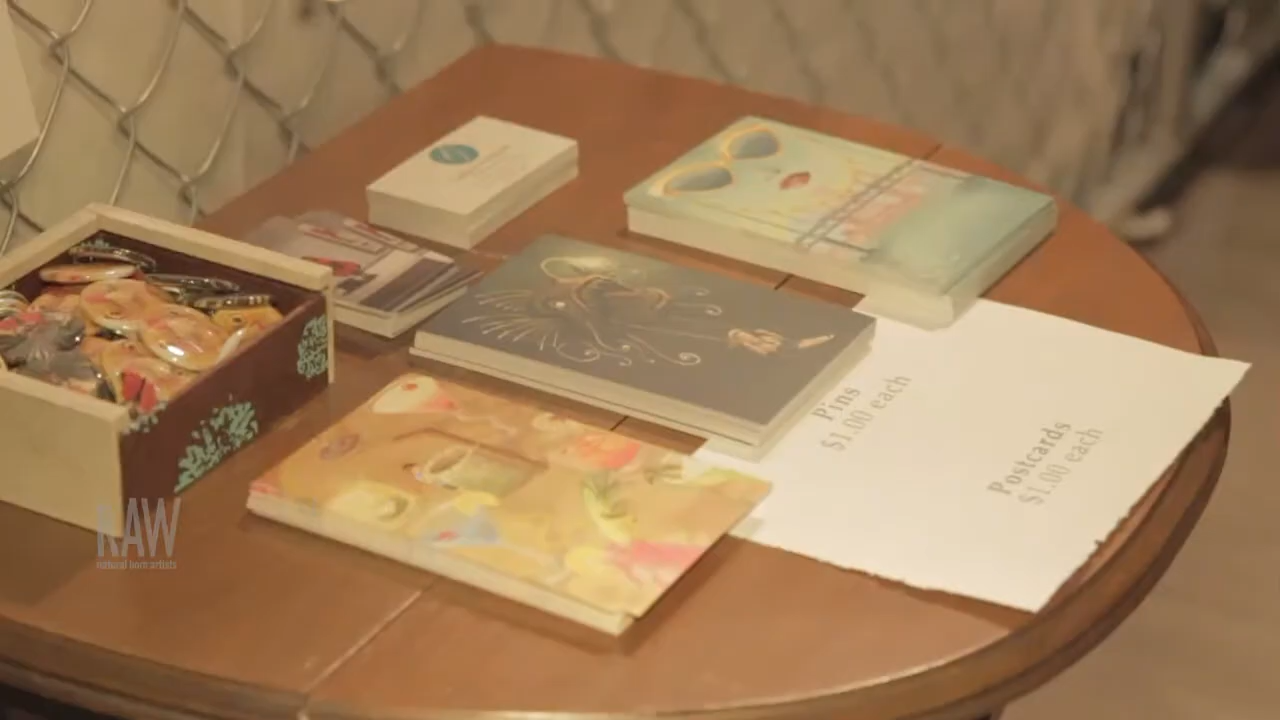 Pins
$1.00 each
Postcards
$1.00 each
RAW
natural born artists